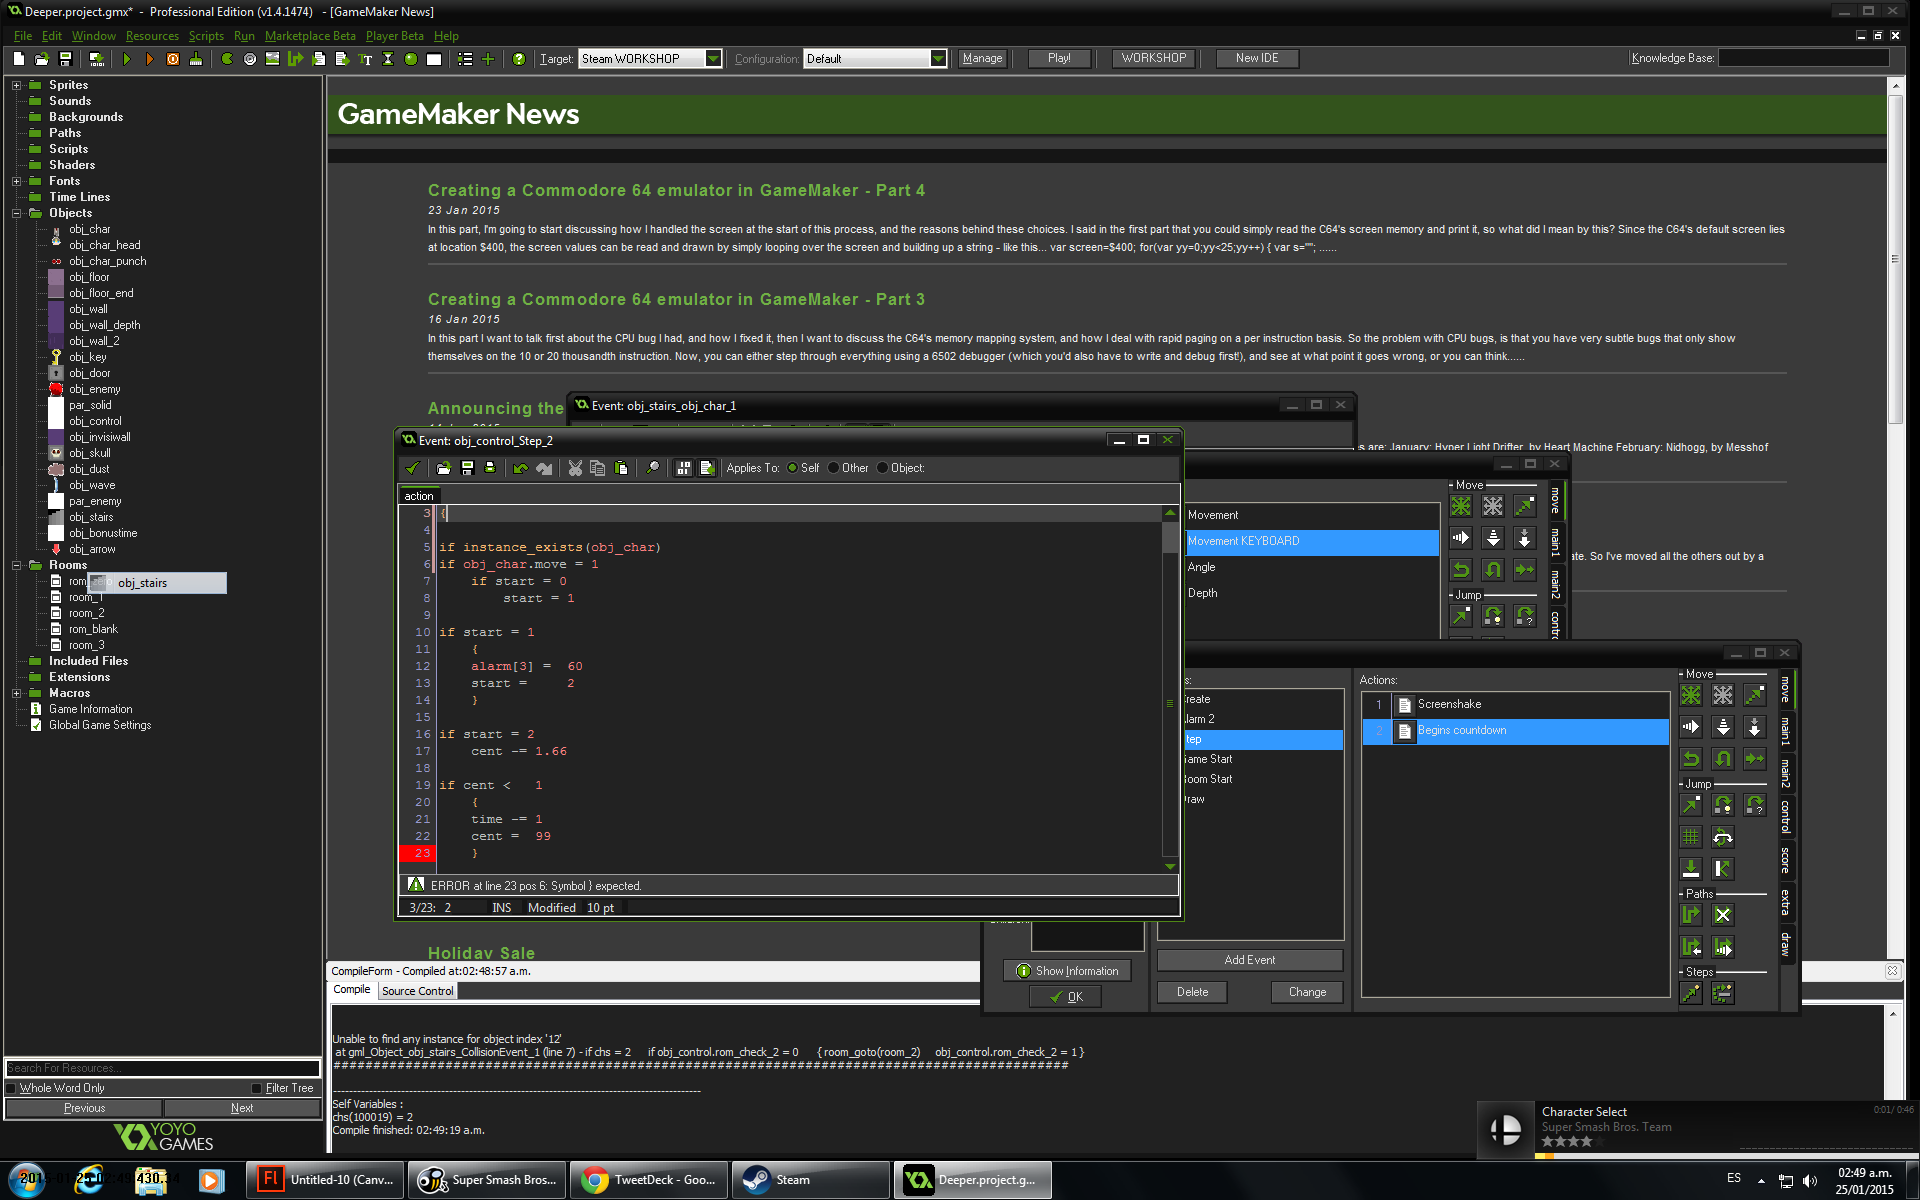 Deeper.project.gmx* - Professional Edition (v1.4.1474) - [GameMaker News]
File Edit Window Resources Scripts Run Marketplace Beta Player Beta Help
Target: Steam WORKSHOP Configuration: Default Manage Play! WORKSHOP New IDE Knowledge Base:
Sprites
Sounds
Backgrounds
Paths
Scripts
Shaders
Fonts
Time Lines
Objects
obj_char
obj_char_head
obj_char_punch
obj_floor
obj_floor_end
obj_wall
obj_wall_depth
obj_wall_2
obj_key
obj_door
obj_enemy
par_solid
obj_control
obj_invisiwall
obj_skull
obj_dust
obj_wave
par_enemy
obj_stairs
obj_bonustime
obj_arrow
Rooms
obj_stairs
room_1
room_2
rom_blank
room_3
Included Files
Extensions
Macros
Game Information
Global Game Settings
Search For Resources...
Whole Word Only Filter Tree
Previous Next
YOYO
GAMES
GameMaker News
Creating a Commodore 64 emulator in GameMaker - Part 4
23 Jan 2015
In this part, I'm going to start discussing how I handled the screen at the start of this process, and the reasons behind these choices. I said in the first part that you could simply read the C64's screen memory and print it, so what did I mean by this? Since the C64's default screen lies
at location $400, the screen values can be read and drawn by simply looping over the screen and building up a string - like this... var screen=$400; for(var yy=0;yy<25;yy++) { var s=""; ......
Creating a Commodore 64 emulator in GameMaker - Part 3
16 Jan 2015
In this part I want to talk first about the CPU bug I had, and how I fixed it, then I want to discuss the C64's memory mapping system, and how I deal with rapid paging on a per instruction basis. So the problem with CPU bugs, is that you have very subtle bugs that only show
themselves on the 10 or 20 thousandth instruction. Now, you can either step through everything using a 6502 debugger (which you'd also have to write and debug first!), and see at what point it goes wrong, or you can think......
Announcing the
Event: obj_stairs_obj_char_1
es are: January: Hyper Light Drifter, by Heart Machine February: Nidhogg, by Messhof
ate. So I've moved all the others out by a
Holiday Sale
Event: obj_control_Step_2
Applies To: Self Other Object:
action
3 {
4
5 if instance_exists(obj_char)
6 if obj_char.move = 1
7 if start = 0
8 start = 1
9
10 if start = 1
11 {
12 alarm[3] = 60
13 start = 2
14 }
15
16 if start = 2
17 cent -= 1.66
18
19 if cent < 1
20 {
21 time -= 1
22 cent = 99
23 }
ERROR at line 23 pos 6: Symbol } expected.
3/23: 2 INS Modified 10 pt
Movement
Movement KEYBOARD
Angle
Depth
Move
Jump
move
main1
main2
contro
s:
reate
larm 2
tep
ame Start
oom Start
raw
Add Event
Delete Change
Show Information
OK
Actions:
1 Screenshake
2 Begins countdown
Move
Jump
Paths
Steps
move
main1
main2
control
score
extra
draw
CompileForm - Compiled at:02:48:57 a.m.
Compile Source Control
Unable to find any instance for object index '12'
at gml_Object_obj_stairs_CollisionEvent_1 (line 7) - if chs = 2 if obj_control.rom_check_2 = 0 { room_goto(room_2) obj_control.rom_check_2 = 1 }
Self Variables :
chs(100019) = 2
Compile finished: 02:49:19 a.m.
Character Select 0:01/ 0:46
Super Smash Bros. Team
Untitled-10 (Canv... Super Smash Bros... TweetDeck - Goo... Steam Deeper.project.g...
ES 02:49 a.m.
25/01/2015